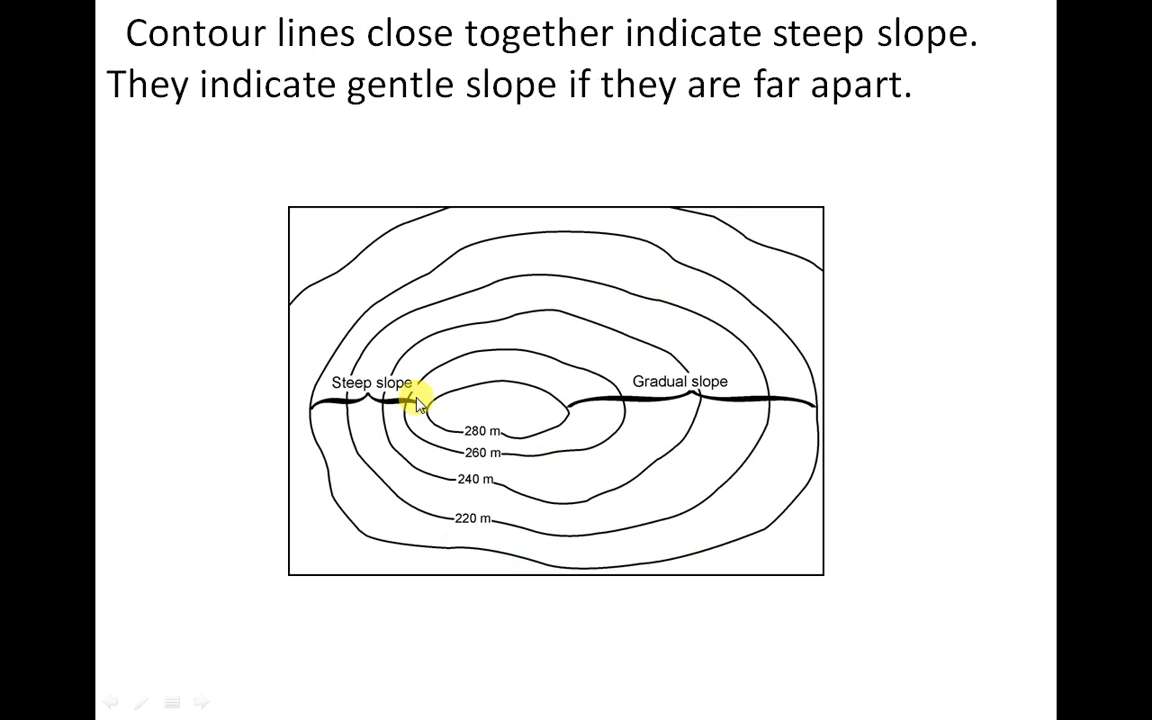 Contour lines close together indicate steep slope.
They indicate gentle slope if they are far apart.
Steep slope
Gradual slope
280 m
260 m
240 m
220 m